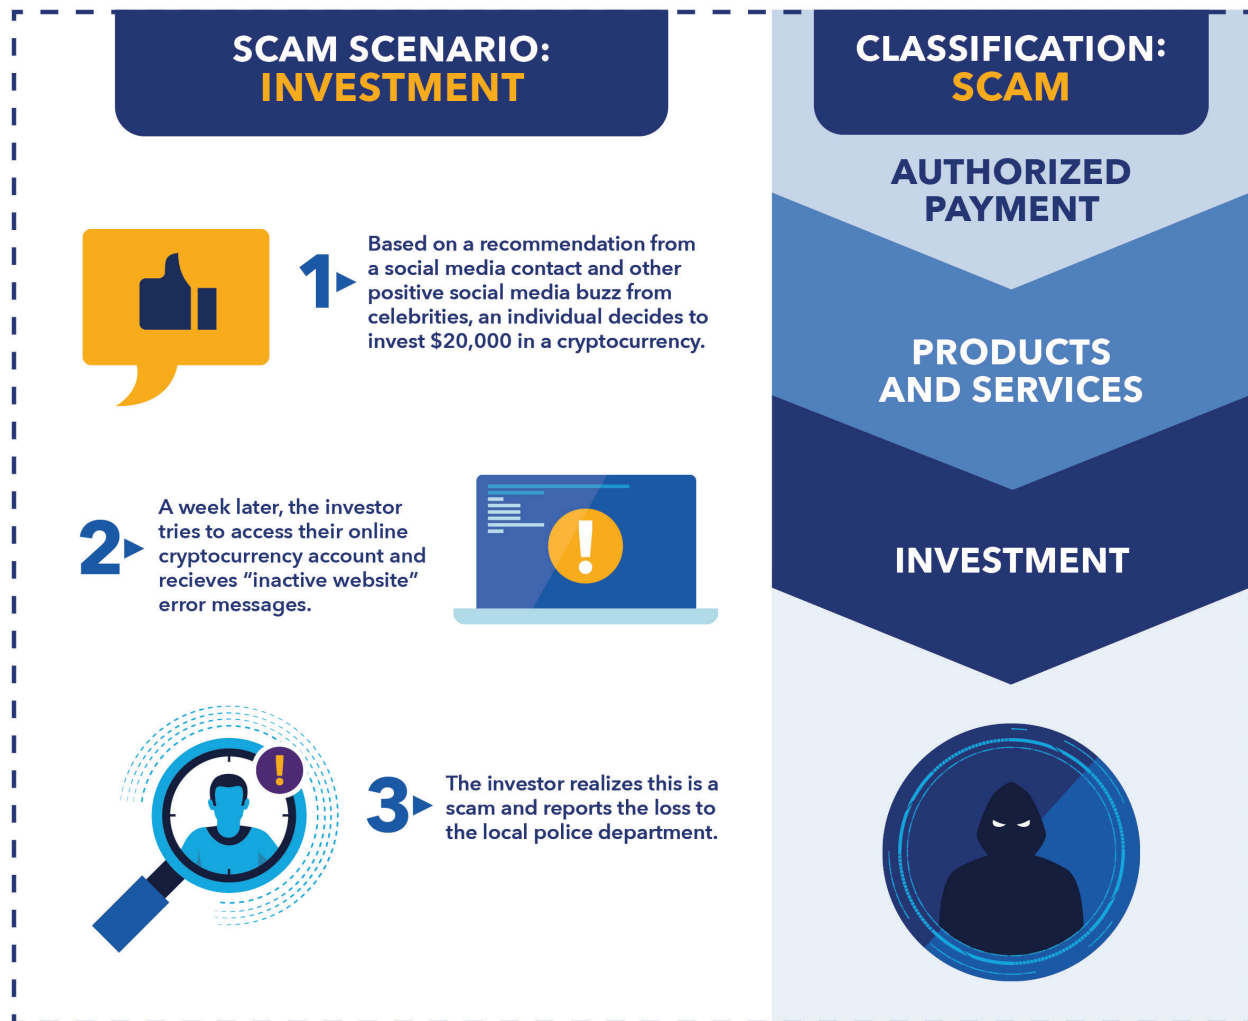 SCAM SCENARIO:
INVESTMENT
1
Based on a recommendation from
a social media contact and other
positive social media buzz from
celebrities, an individual decides to
invest $20,000 in a cryptocurrency.
2
A week later, the investor
tries to access their online
cryptocurrency account and
recieves “inactive website”
error messages.
3
The investor realizes this is a
scam and reports the loss to
the local police department.
CLASSIFICATION:
SCAM
AUTHORIZED
PAYMENT
PRODUCTS
AND SERVICES
INVESTMENT